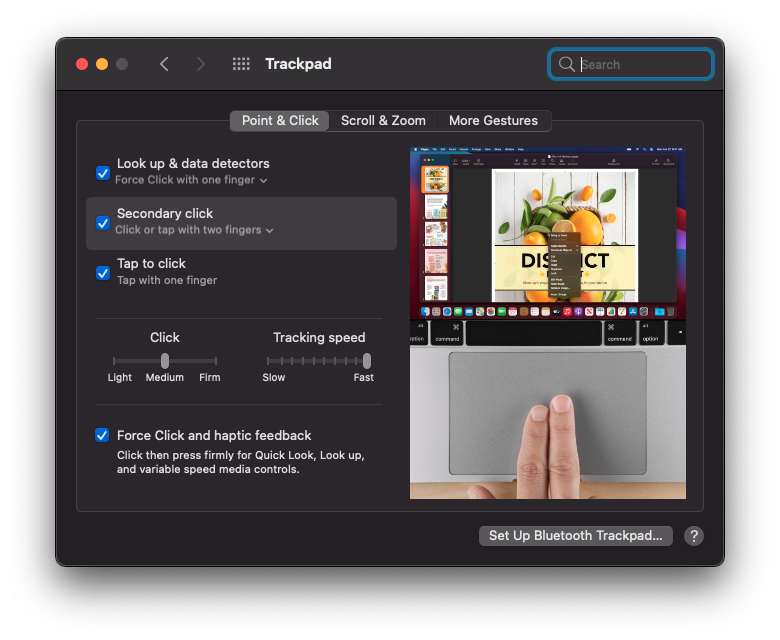 Trackpad
Search
Point & Click
Scroll & Zoom
More Gestures
Look up & data detectors
Force Click with one finger
Secondary click
Click or tap with two fingers
Tap to click
Tap with one finger
Click
Tracking speed
Light
Medium
Firm
Slow
Fast
Force Click and haptic feedback
Click then press firmly for Quick Look, Look up,
and variable speed media controls.
command
command
option
Set Up Bluetooth Trackpad...
?